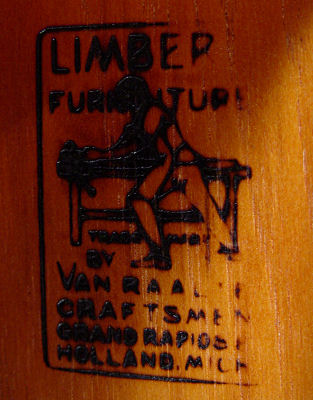 LIMBER
FURNITURE
BY
VAN RAAL
CRAFTSMEN
GRAND RAPIDS
HOLLAND, MICH